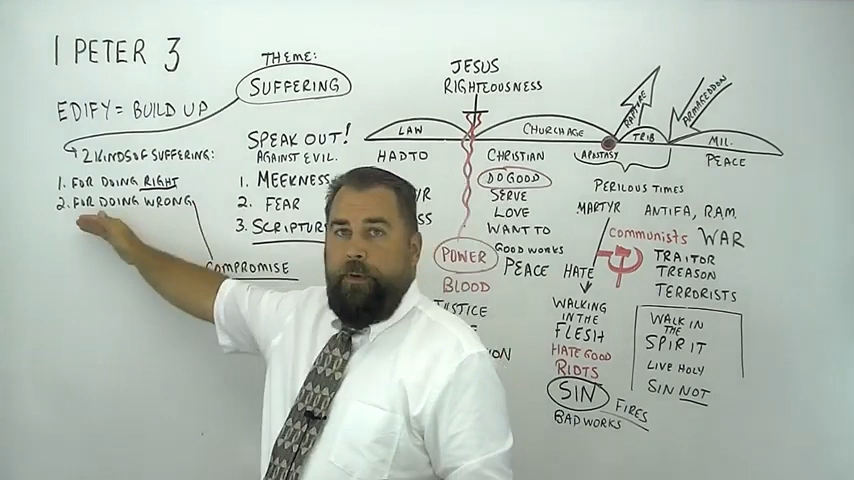 1 PETER 3
THEME:
SUFFERING
EDIFY = BUILD UP
2 KINDS OF SUFFERING:
1. FOR DOING RIGHT
2. FOR DOING WRONG
COMPROMISE
SPEAK OUT!
AGAINST EVIL.
1. MEEKNESS
2. FEAR
3. SCRIPTUR
JESUS
RIGHTEOUSNESS
LAW
CHURCH AGE
RAPTURE
TRIB
ARMAGEDDON
MIL.
PEACE
HAD TO
APOSTASY
CHRISTIAN
DO GOOD
SERVE
LOVE
WANT TO
GOOD WORKS
PEACE
POWER
BLOOD
PERILOUS TIMES
MARTYR
ANTIFA, RAM.
COMMUNISTS
WAR
TRAITOR
TREASON
TERRORISTS
HATE
WALKING
IN THE
FLESH
HATE GOOD
RIOTS
SIN
FIRES
BAD WORKS
WALK IN
THE
SPIRIT
LIVE HOLY
SIN NOT